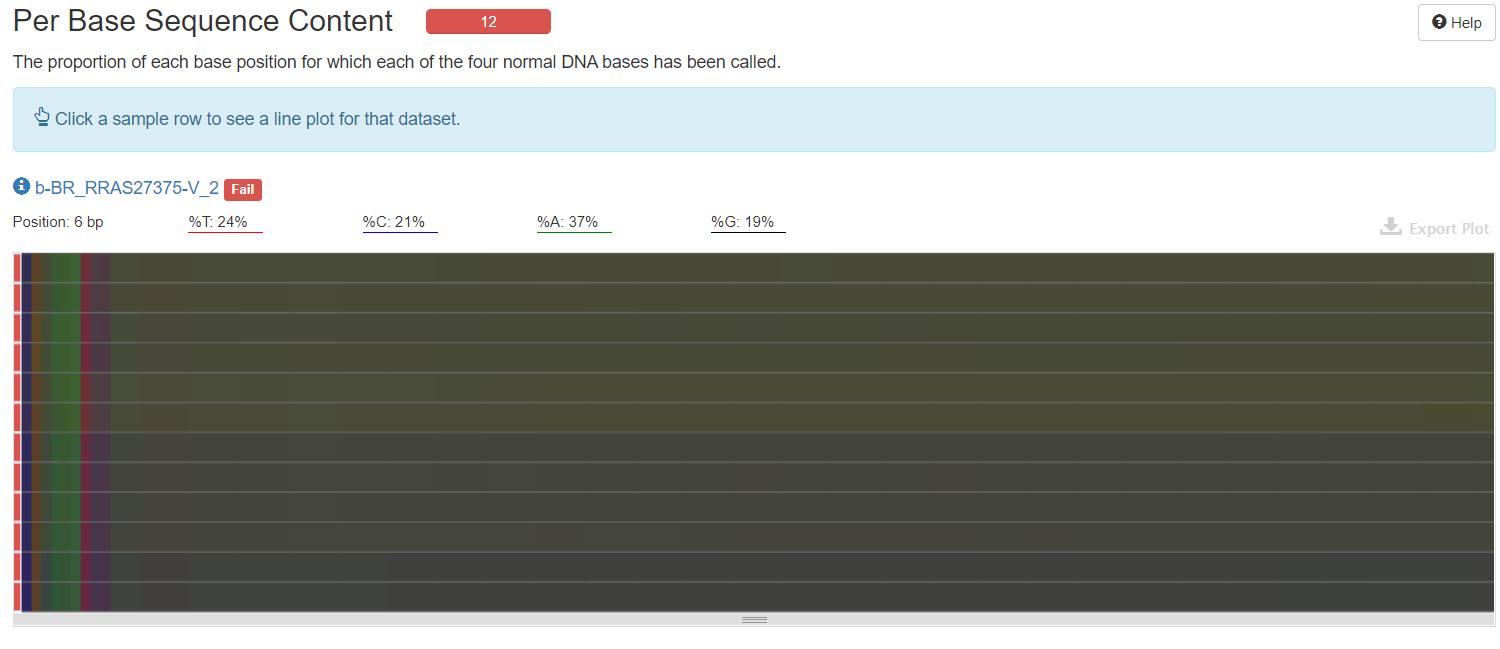 Per Base Sequence Content 12
Help
The proportion of each base position for which each of the four normal DNA bases has been called.
Click a sample row to see a line plot for that dataset.
b-BR_RRAS27375-V_2 Fail
Position: 6 bp %T: 24% %C: 21% %A: 37% %G: 19%
Export Plot